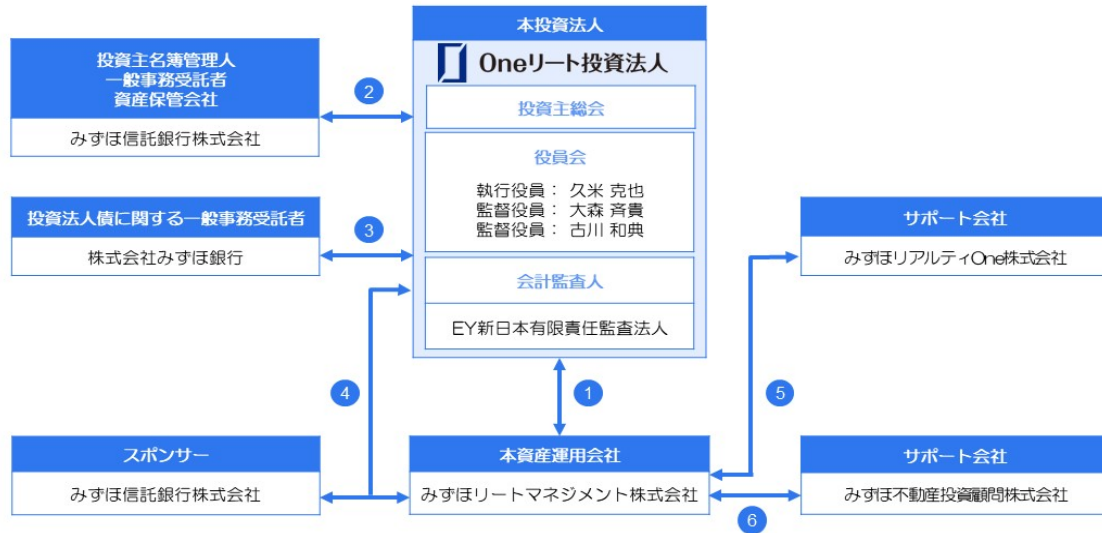 本投資法人
Oneリート投資法人
投資主総会
役員会
執行役員： 久米 克也
監督役員： 大森 斉貴
監督役員： 古川 和典
会計監査人
EY新日本有限責任監査法人
投資主名簿管理人
一般事務受託者
資産保管会社
みずほ信託銀行株式会社
2
投資法人債に関する一般事務受託者
株式会社みずほ銀行
3
サポート会社
みずほリアルティOne株式会社
4
1
5
スポンサー
みずほ信託銀行株式会社
本資産運用会社
みずほリートマネジメント株式会社
サポート会社
みずほ不動産投資顧問株式会社
6